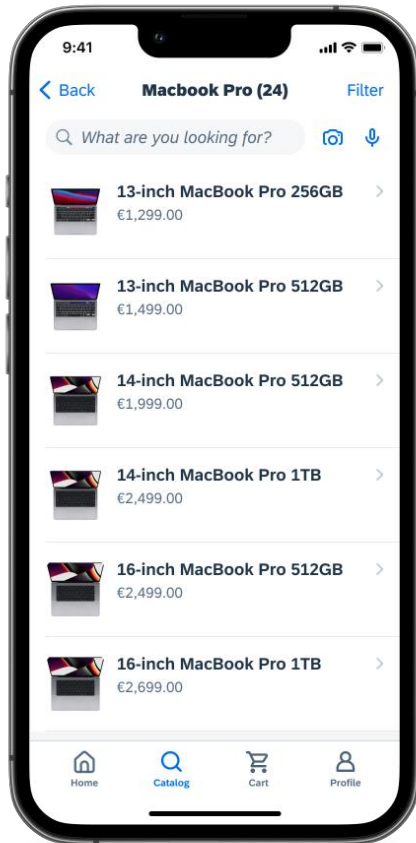 9:41
Back Macbook Pro (24) Filter
What are you looking for?
13-inch MacBook Pro 256GB
€1,299.00
13-inch MacBook Pro 512GB
€1,499.00
14-inch MacBook Pro 512GB
€1,999.00
14-inch MacBook Pro 1TB
€2,499.00
16-inch MacBook Pro 512GB
€2,499.00
16-inch MacBook Pro 1TB
€2,699.00
Home Catalog Cart Profile